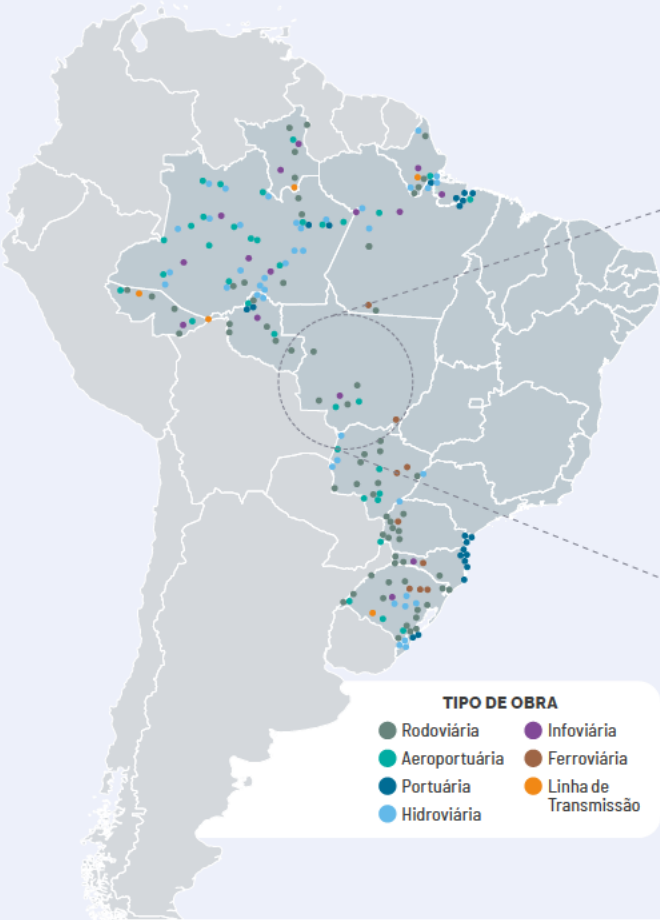 TIPO DE OBRA
Rodoviária
Aeroportuária
Portuária
Hidroviária
Infoviária
Ferroviária
Linha de
Transmissão